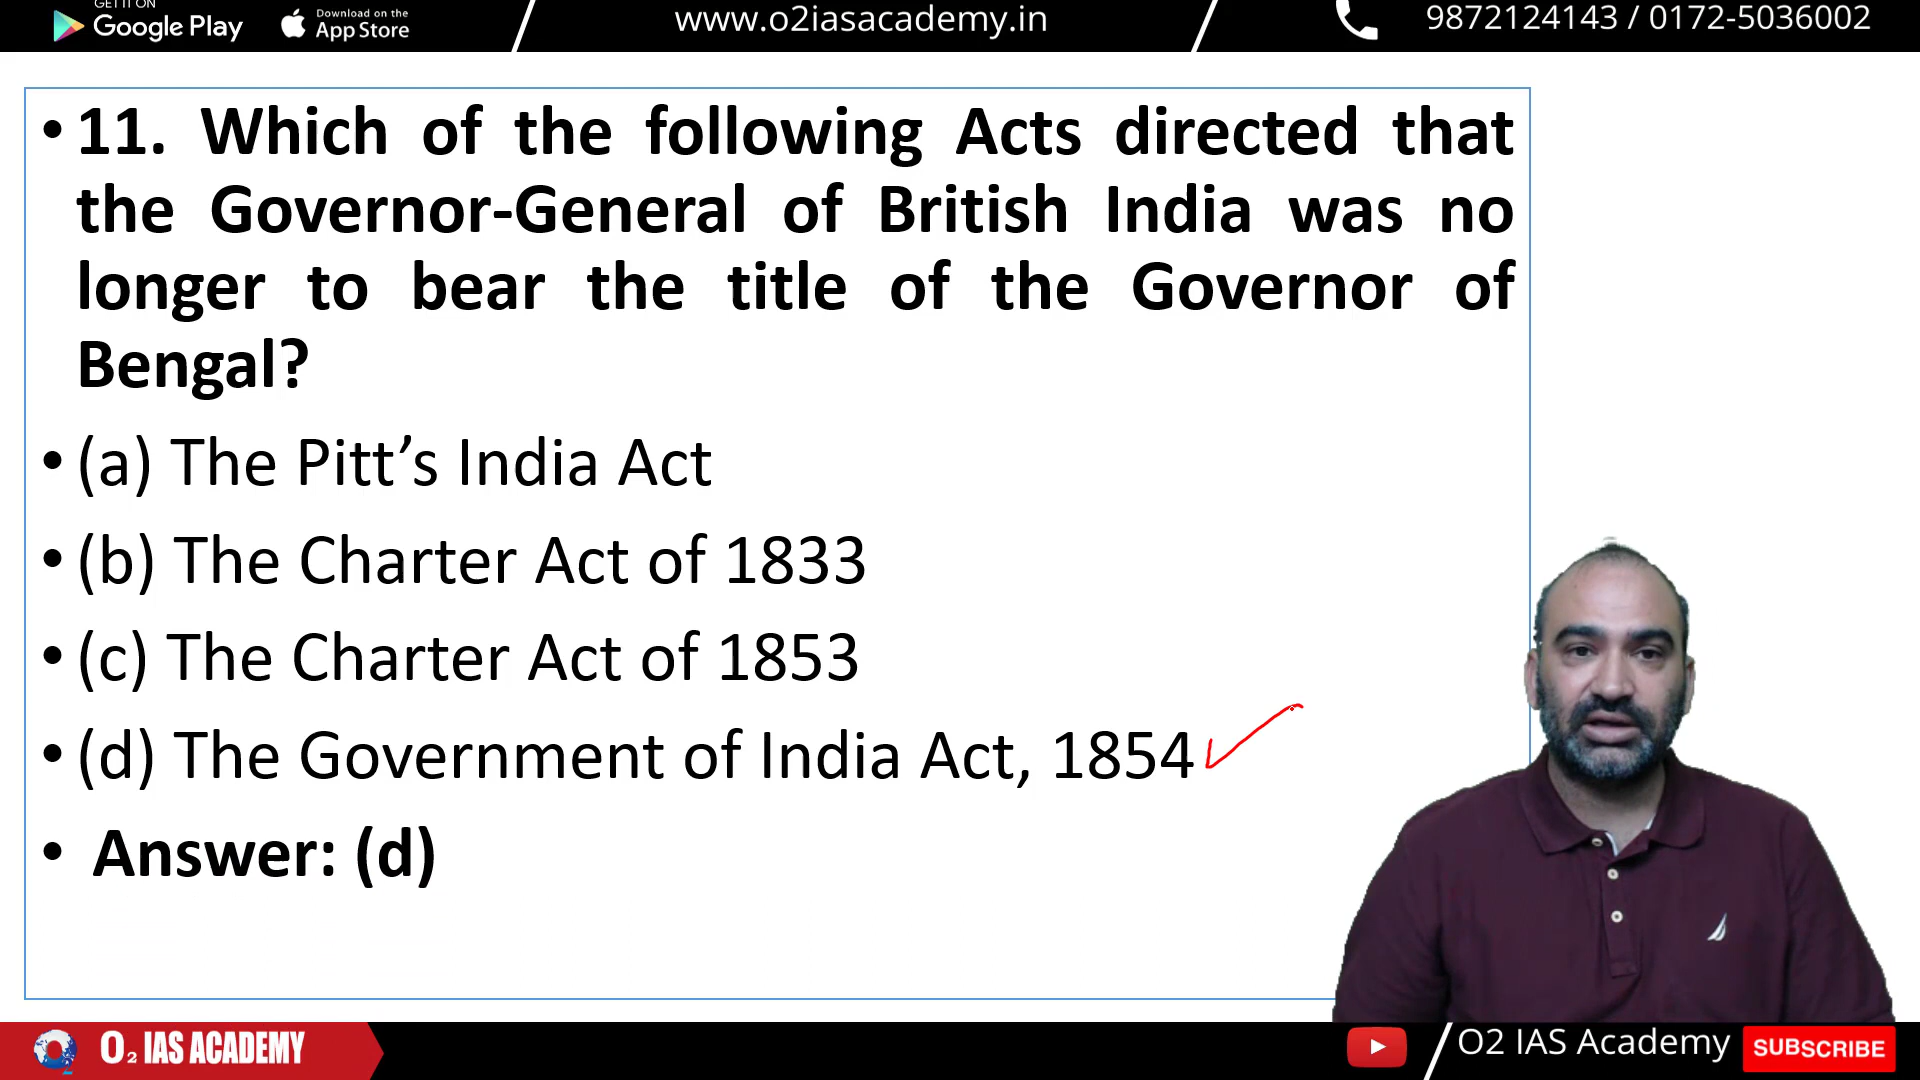 GET IT ON
Google Play
Download on the
App Store
www.o2iasacademy.in
9872124143 / 0172-5036002
• 11. Which of the following Acts directed that
the Governor-General of British India was no
longer to bear the title of the Governor of
Bengal?
• (a) The Pitt’s India Act
• (b) The Charter Act of 1833
• (c) The Charter Act of 1853
• (d) The Government of India Act, 1854
• Answer: (d)
O2 IAS ACADEMY
O2 IAS Academy
SUBSCRIBE